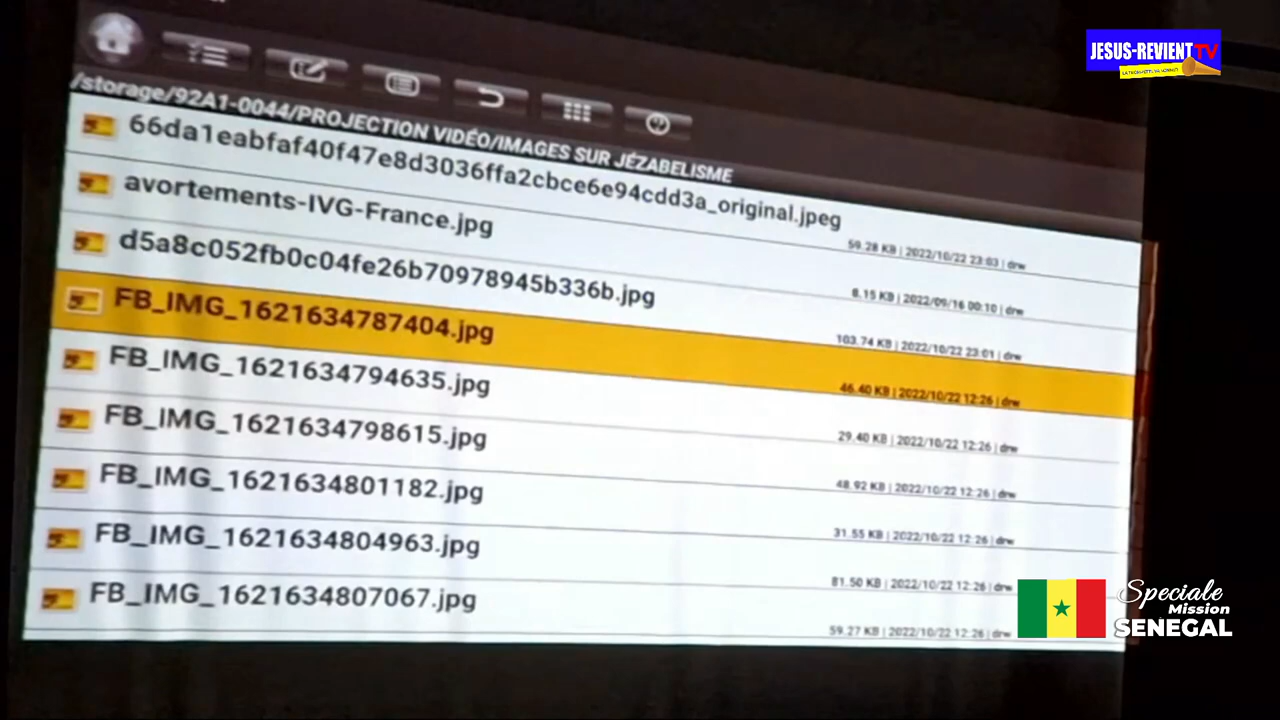 JESUS-REVIENT TV
/storage/92A1-0044/PROJECTION VIDÉO/IMAGES SUR JÉZABELISME
66da1eabfaf40f47e8d3036ffa2cbce6e94cdd3a_original.jpeg
59.28 KB | 2022/10/22 23:03 | drw
avortements-IVG-France.jpg
8.15 KB | 2022/09/16 00:10 | drw
d5a8c052fb0c04fe26b70978945b336b.jpg
103.74 KB | 2022/10/22 23:01 | drw
FB_IMG_1621634787404.jpg
46.40 KB | 2022/10/22 12:26 | drw
FB_IMG_1621634794635.jpg
29.40 KB | 2022/10/22 12:26 | drw
FB_IMG_1621634798615.jpg
48.92 KB | 2022/10/22 12:26 | drw
FB_IMG_1621634801182.jpg
31.55 KB | 2022/10/22 12:26 | drw
FB_IMG_1621634804963.jpg
81.50 KB | 2022/10/22 12:26 | drw
FB_IMG_1621634807067.jpg
59.27 KB | 2022/10/22 12:26 | drw
Speciale
Mission
SENEGAL